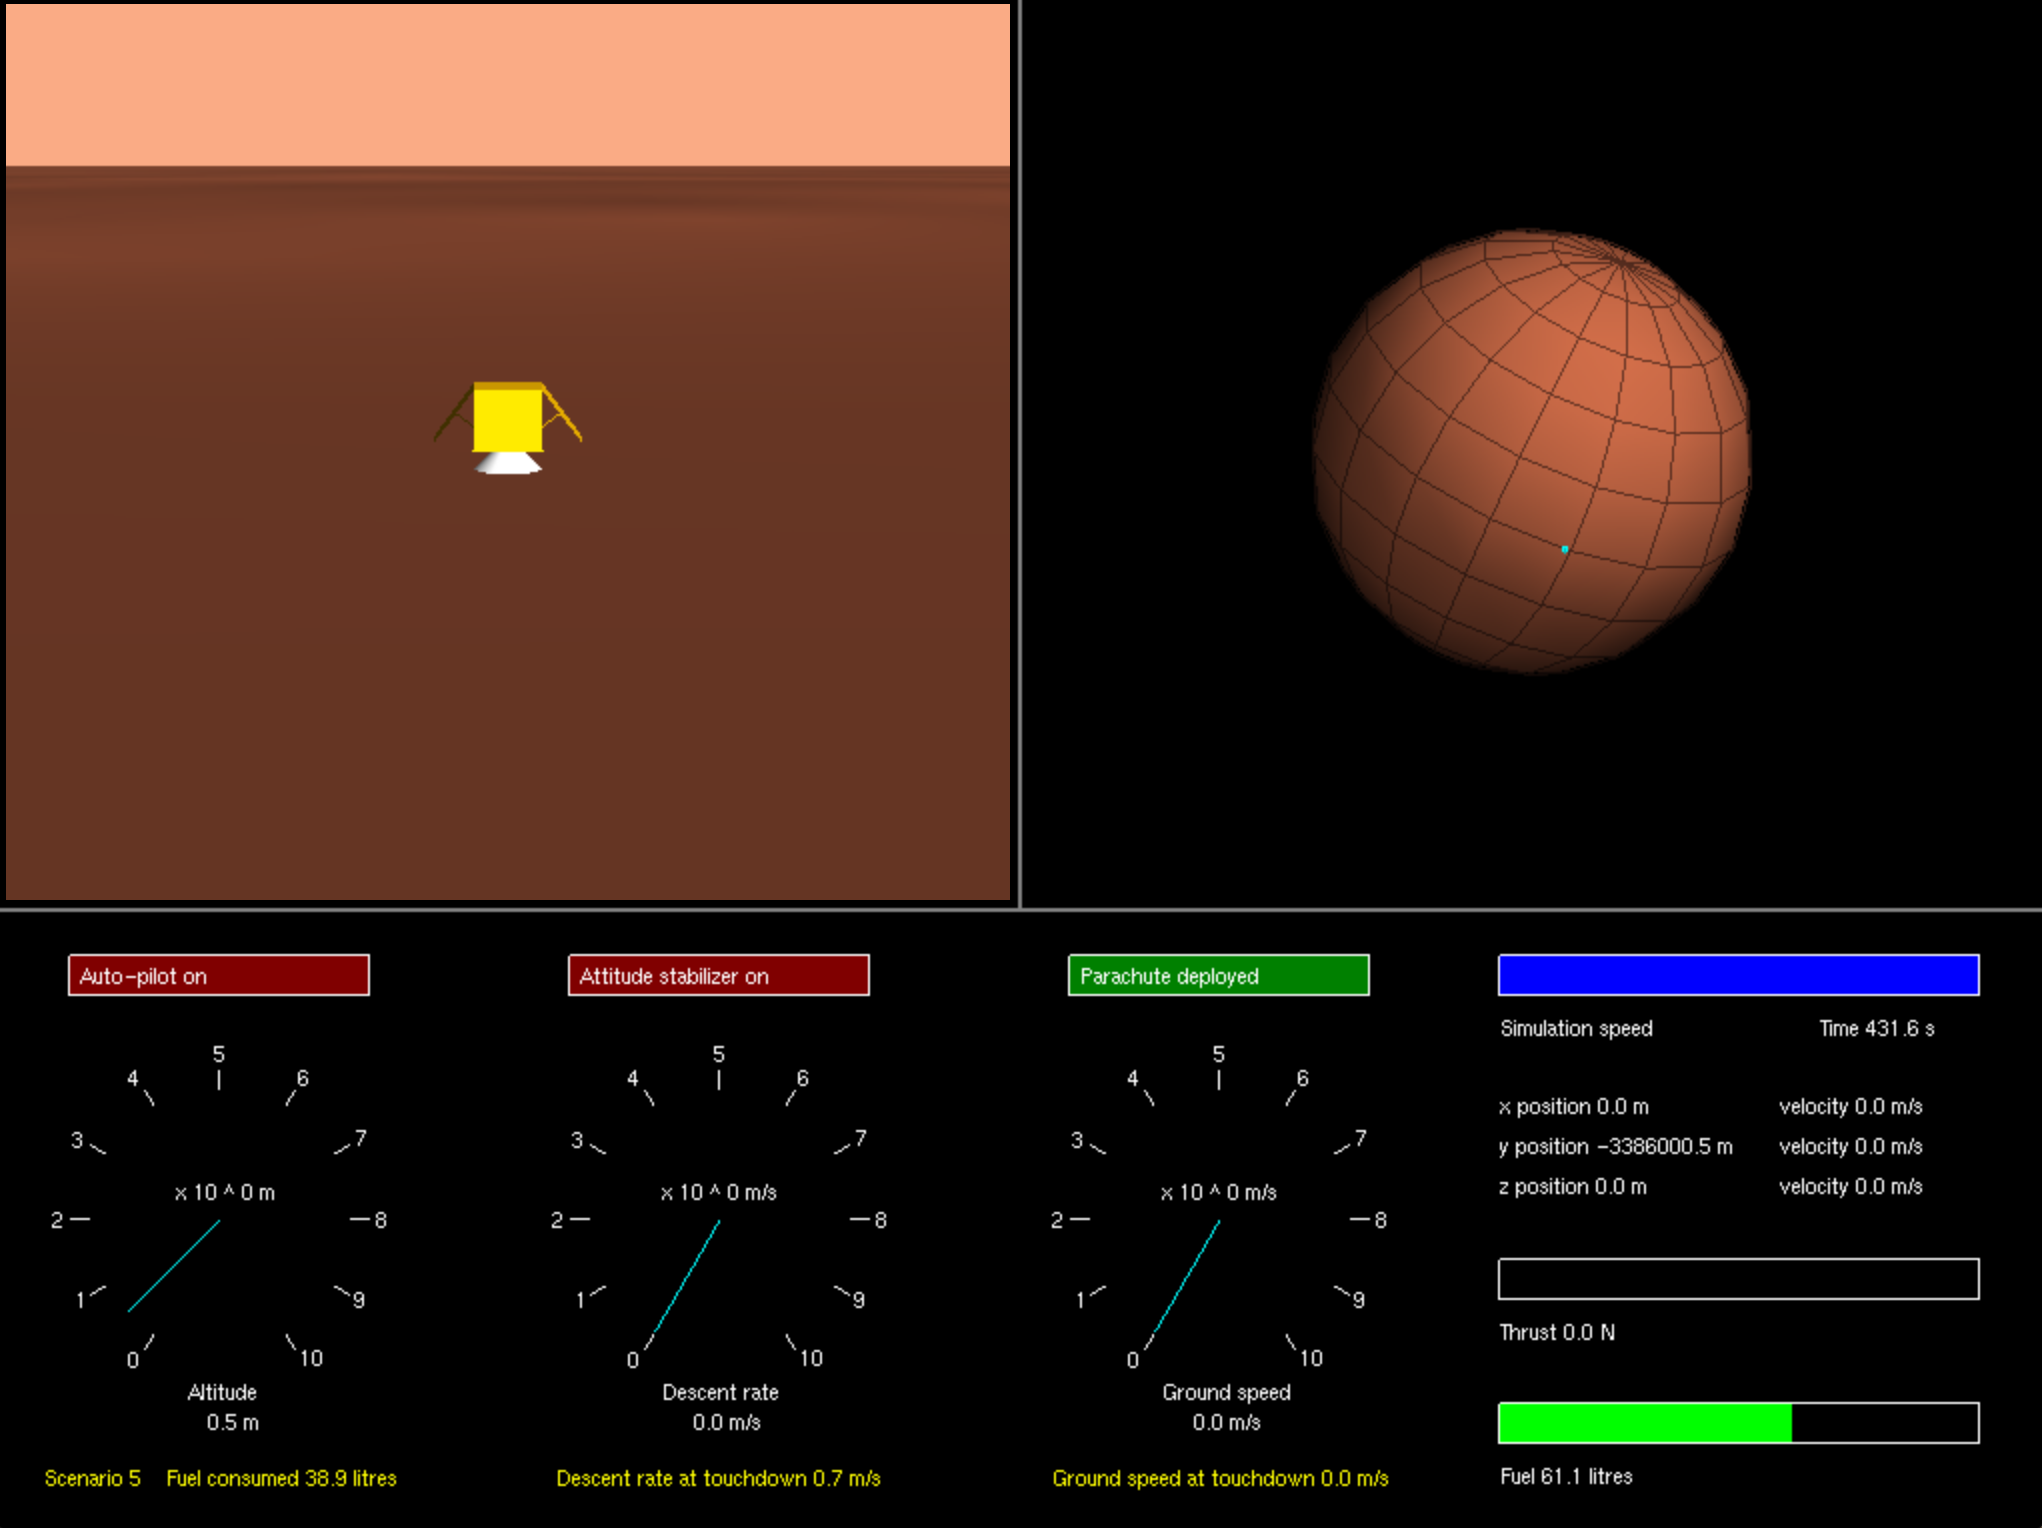 Auto-pilot on
Attitude stabilizer on
Parachute deployed
Simulation speed
Time 431.6 s
0
1
2
3
4
5
6
7
8
9
10
x 10 ^ 0 m
Altitude
0.5 m
0
1
2
3
4
5
6
7
8
9
10
x 10 ^ 0 m/s
Descent rate
0.0 m/s
0
1
2
3
4
5
6
7
8
9
10
x 10 ^ 0 m/s
Ground speed
0.0 m/s
x position 0.0 m
velocity 0.0 m/s
y position -3386000.5 m
velocity 0.0 m/s
z position 0.0 m
velocity 0.0 m/s
Thrust 0.0 N
Fuel 61.1 litres
Scenario 5
Fuel consumed 38.9 litres
Descent rate at touchdown 0.7 m/s
Ground speed at touchdown 0.0 m/s